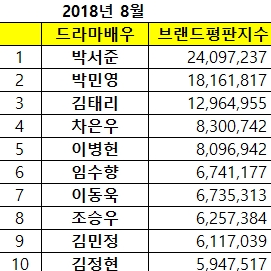 2018년 8월
드라마배우 브랜드평판지수
1 박서준 24,097,237
2 박민영 18,161,817
3 김태리 12,964,955
4 차은우 8,300,742
5 이병헌 8,096,942
6 임수향 6,741,177
7 이동욱 6,735,313
8 조승우 6,257,384
9 김민정 6,117,039
10 김정현 5,947,517